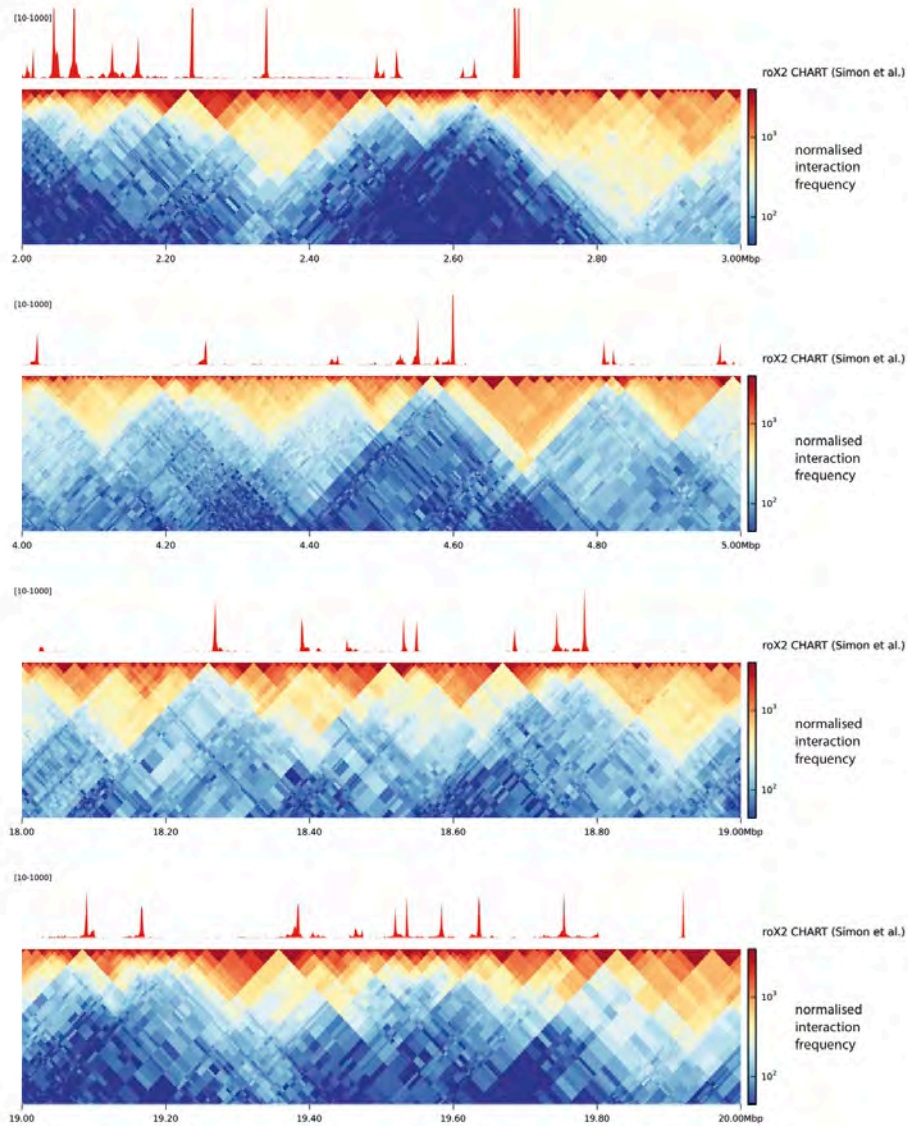 [10-1000]
roX2 CHART (Simon et al.)
10³
normalised
interaction
frequency
10²
2.00 2.20 2.40 2.60 2.80 3.00Mbp
[10-1000]
roX2 CHART (Simon et al.)
10³
normalised
interaction
frequency
10²
4.00 4.20 4.40 4.60 4.80 5.00Mbp
[10-1000]
roX2 CHART (Simon et al.)
10³
normalised
interaction
frequency
10²
18.00 18.20 18.40 18.60 18.80 19.00Mbp
[10-1000]
roX2 CHART (Simon et al.)
10³
normalised
interaction
frequency
10²
19.00 19.20 19.40 19.60 19.80 20.00Mbp